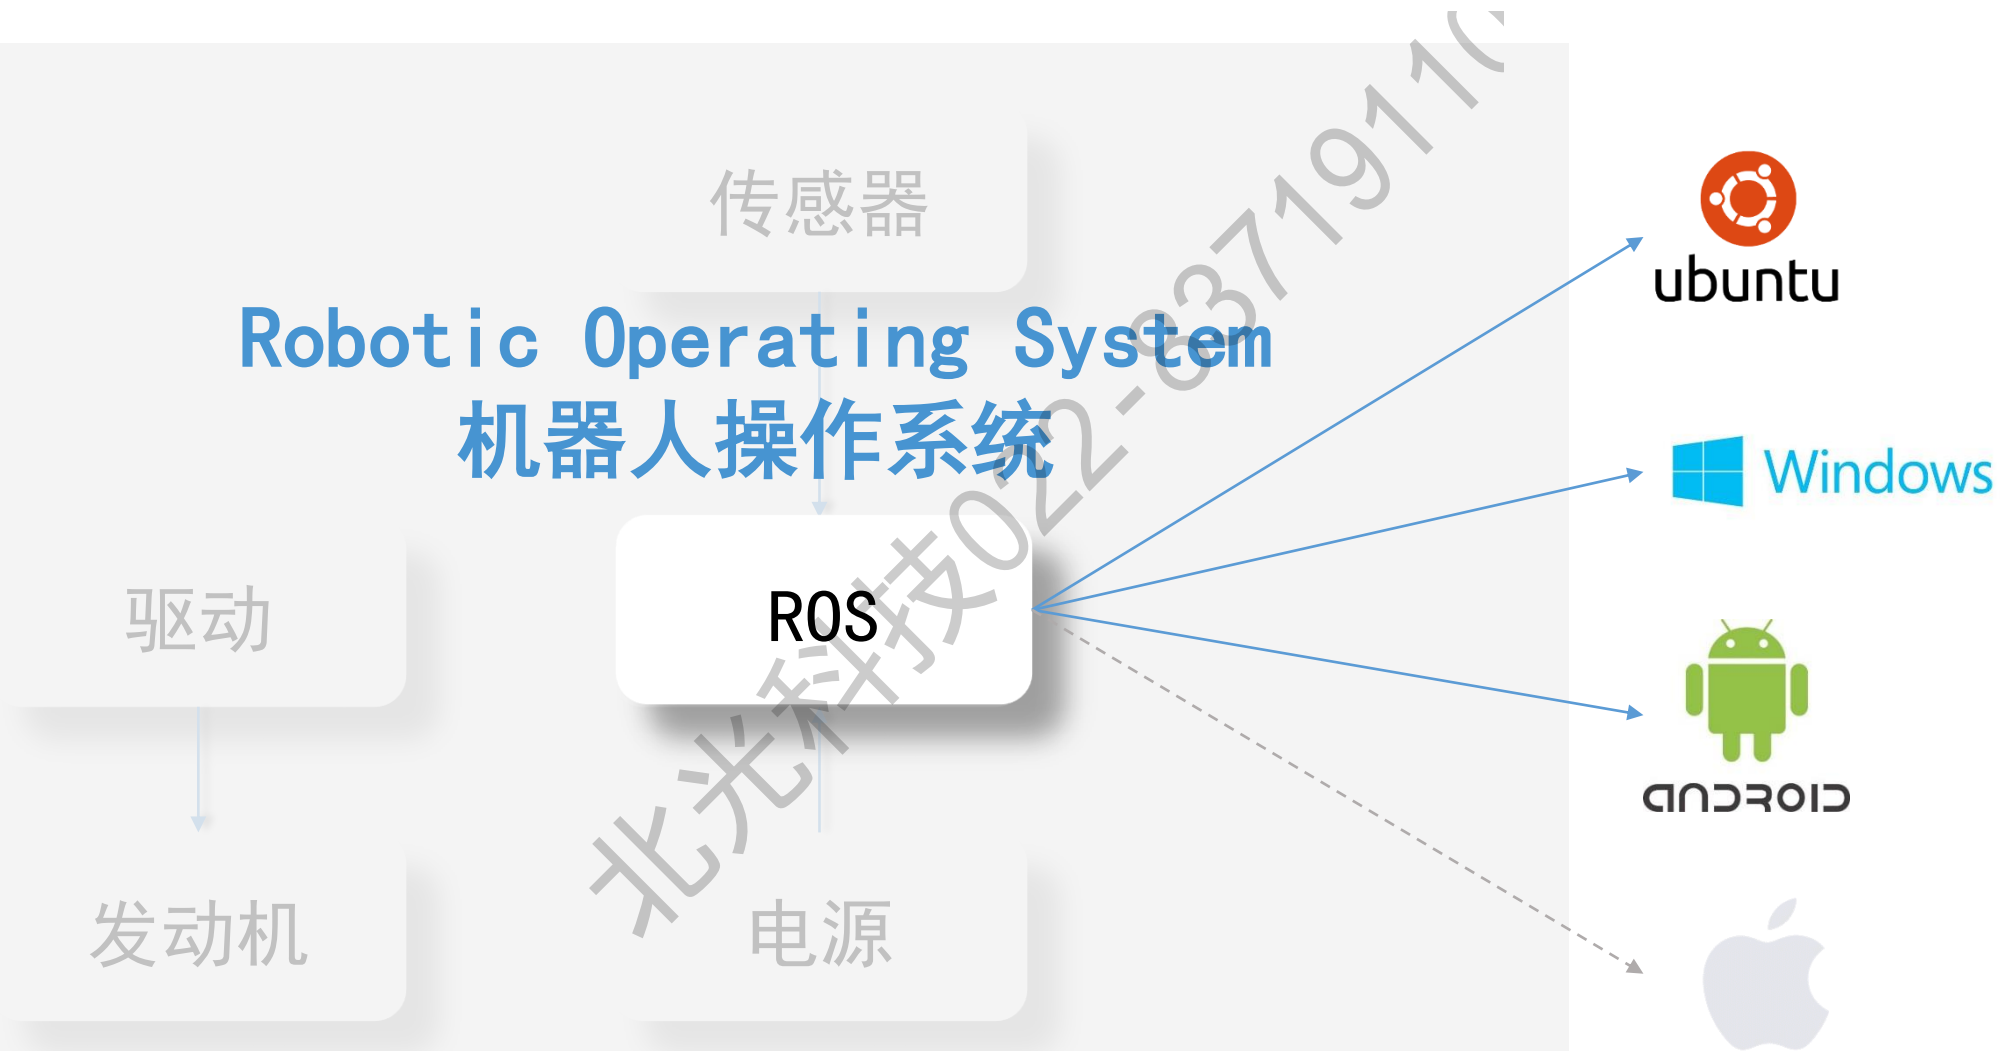 传感器
Robotic Operating System
机器人操作系统
驱动
ROS
发动机
电源
ubuntu
Windows
ANDROID
北光科技022-8371911